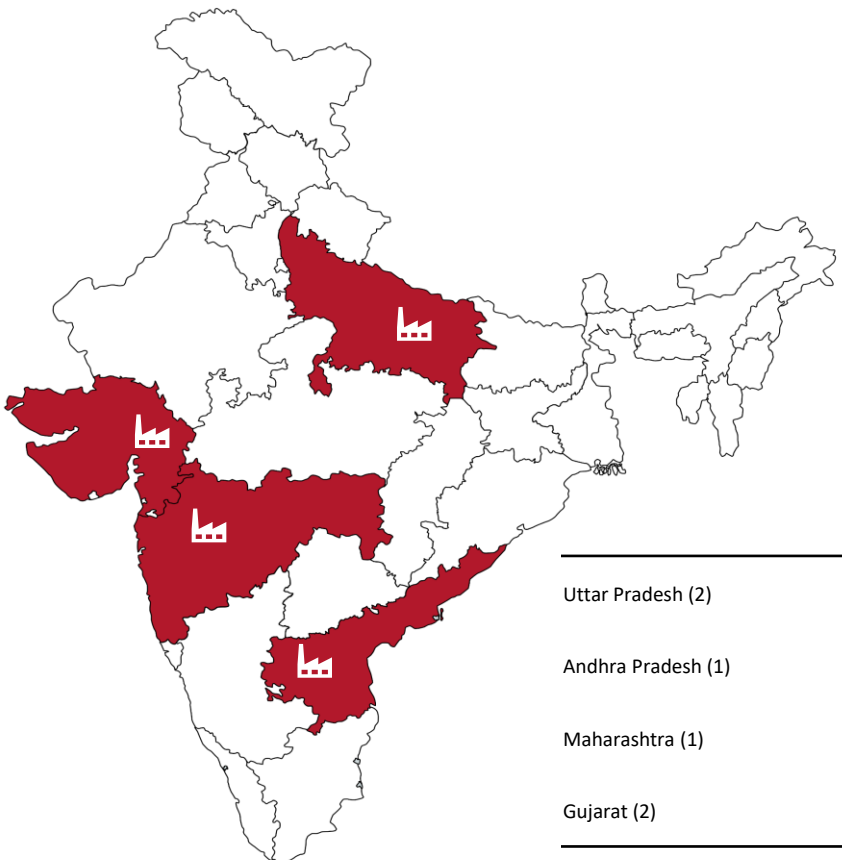 Uttar Pradesh (2)
Andhra Pradesh (1)
Maharashtra (1)
Gujarat (2)